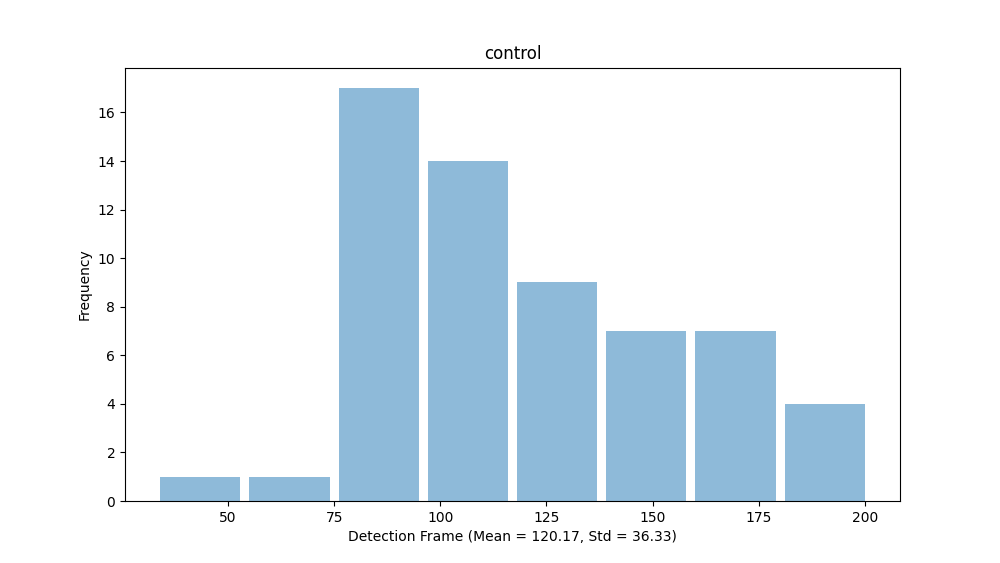 control
Frequency
16
14
12
10
8
6
4
2
0
50 75 100 125 150 175 200
Detection Frame (Mean = 120.17, Std = 36.33)